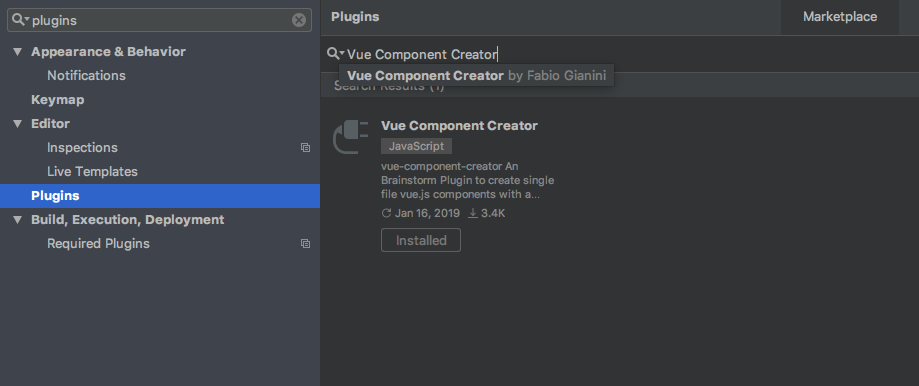 plugins
Appearance & Behavior
Notifications
Keymap
Editor
Inspections
Live Templates
Plugins
Build, Execution, Deployment
Required Plugins
Plugins
Marketplace
Vue Component Creator
Vue Component Creator by Fabio Gianini
Search Results (1)
Vue Component Creator
JavaScript
vue-component-creator An
Brainstorm Plugin to create single
file vue.js components with a...
Jan 16, 2019 3.4K
Installed